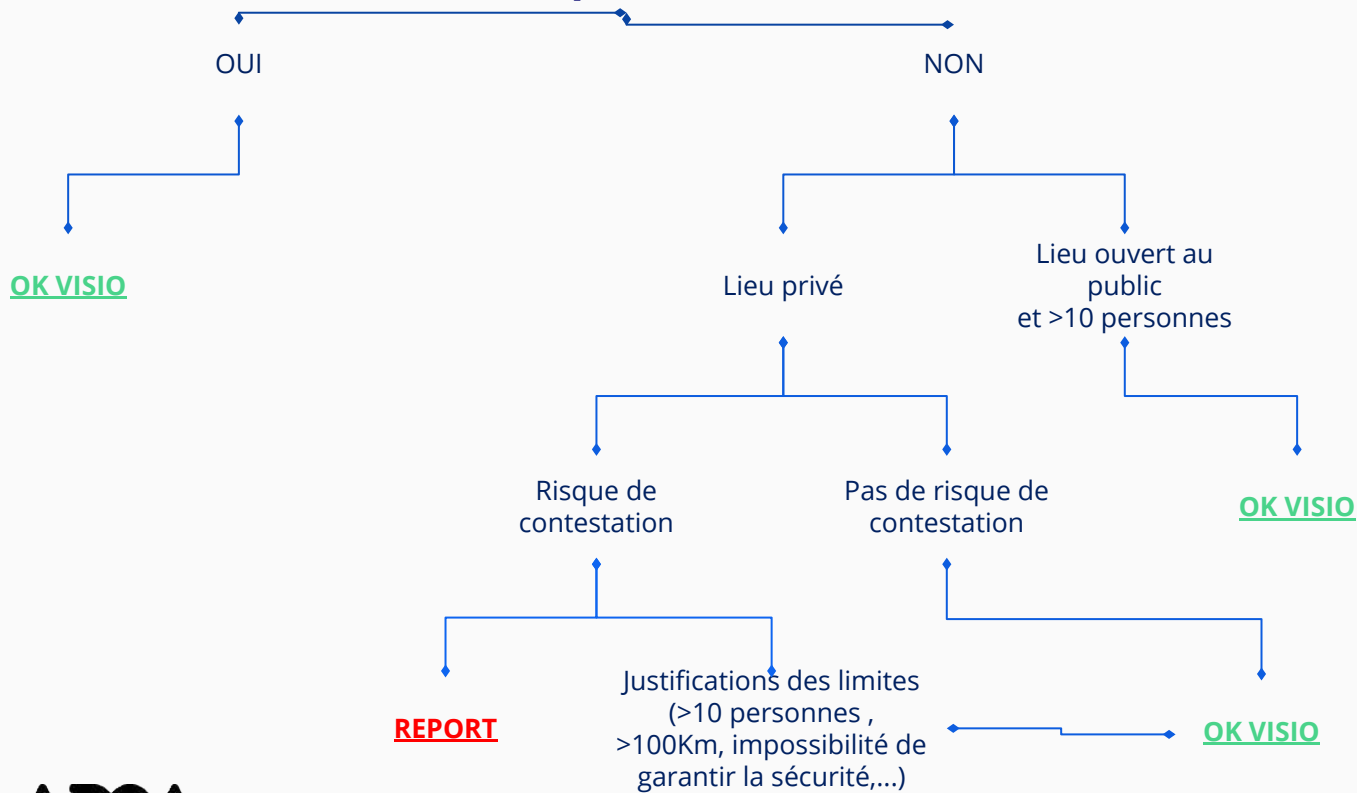 OUI
NON
OK VISIO
Lieu privé
Lieu ouvert au
public
et >10 personnes
Risque de
contestation
Pas de risque de
contestation
OK VISIO
REPORT
Justifications des limites
(>10 personnes ,
>100Km, impossibilité de
garantir la sécurité,...)
OK VISIO